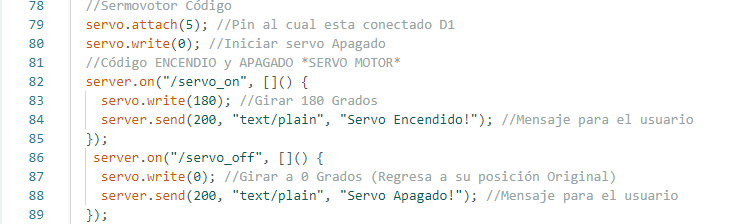 78 //Sermovotor Código
79 servo.attach(5); //Pin al cual esta conectado D1
80 servo.write(0); //Iniciar servo Apagado
81 //Código ENCENDIO y APAGADO *SERVO MOTOR*
82 server.on("/servo_on", []() {
83 servo.write(180); //Girar 180 Grados
84 server.send(200, "text/plain", "Servo Encendido!"); //Mensaje para el usuario
85 });
86 server.on("/servo_off", []() {
87 servo.write(0); //Girar a 0 Grados (Regresa a su posición Original)
88 server.send(200, "text/plain", "Servo Apagado!"); //Mensaje para el usuario
89 });